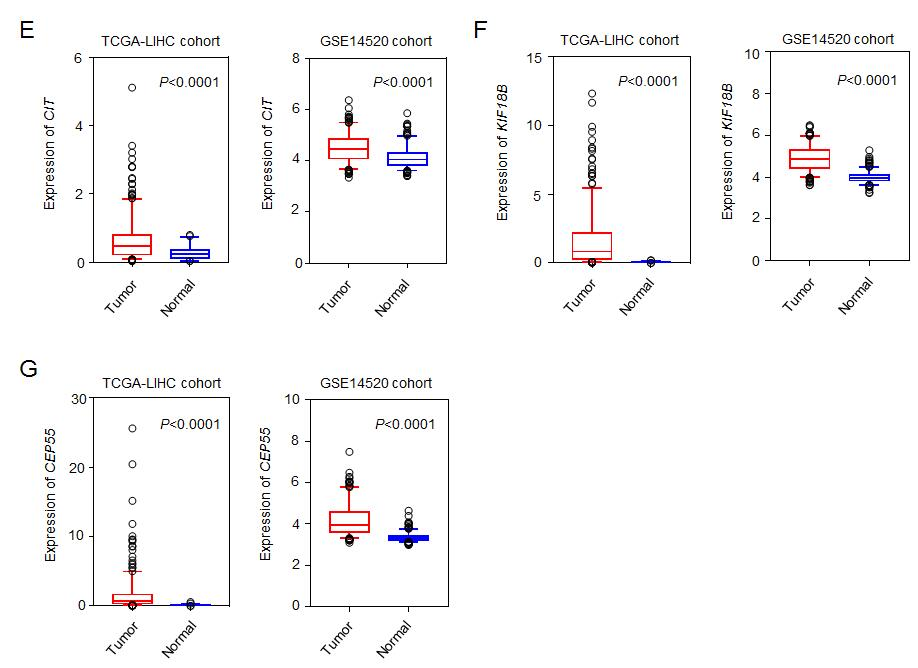 E
TCGA-LIHC cohort
P<0.0001
Expression of CIT
6
4
2
0
Tumor
Normal
GSE14520 cohort
P<0.0001
Expression of CIT
8
6
4
2
0
Tumor
Normal
F
TCGA-LIHC cohort
P<0.0001
Expression of KIF18B
15
10
5
0
Tumor
Normal
GSE14520 cohort
P<0.0001
Expression of KIF18B
10
8
6
4
2
0
Tumor
Normal
G
TCGA-LIHC cohort
P<0.0001
Expression of CEP55
30
20
10
0
Tumor
Normal
GSE14520 cohort
P<0.0001
Expression of CEP55
10
8
6
4
2
0
Tumor
Normal